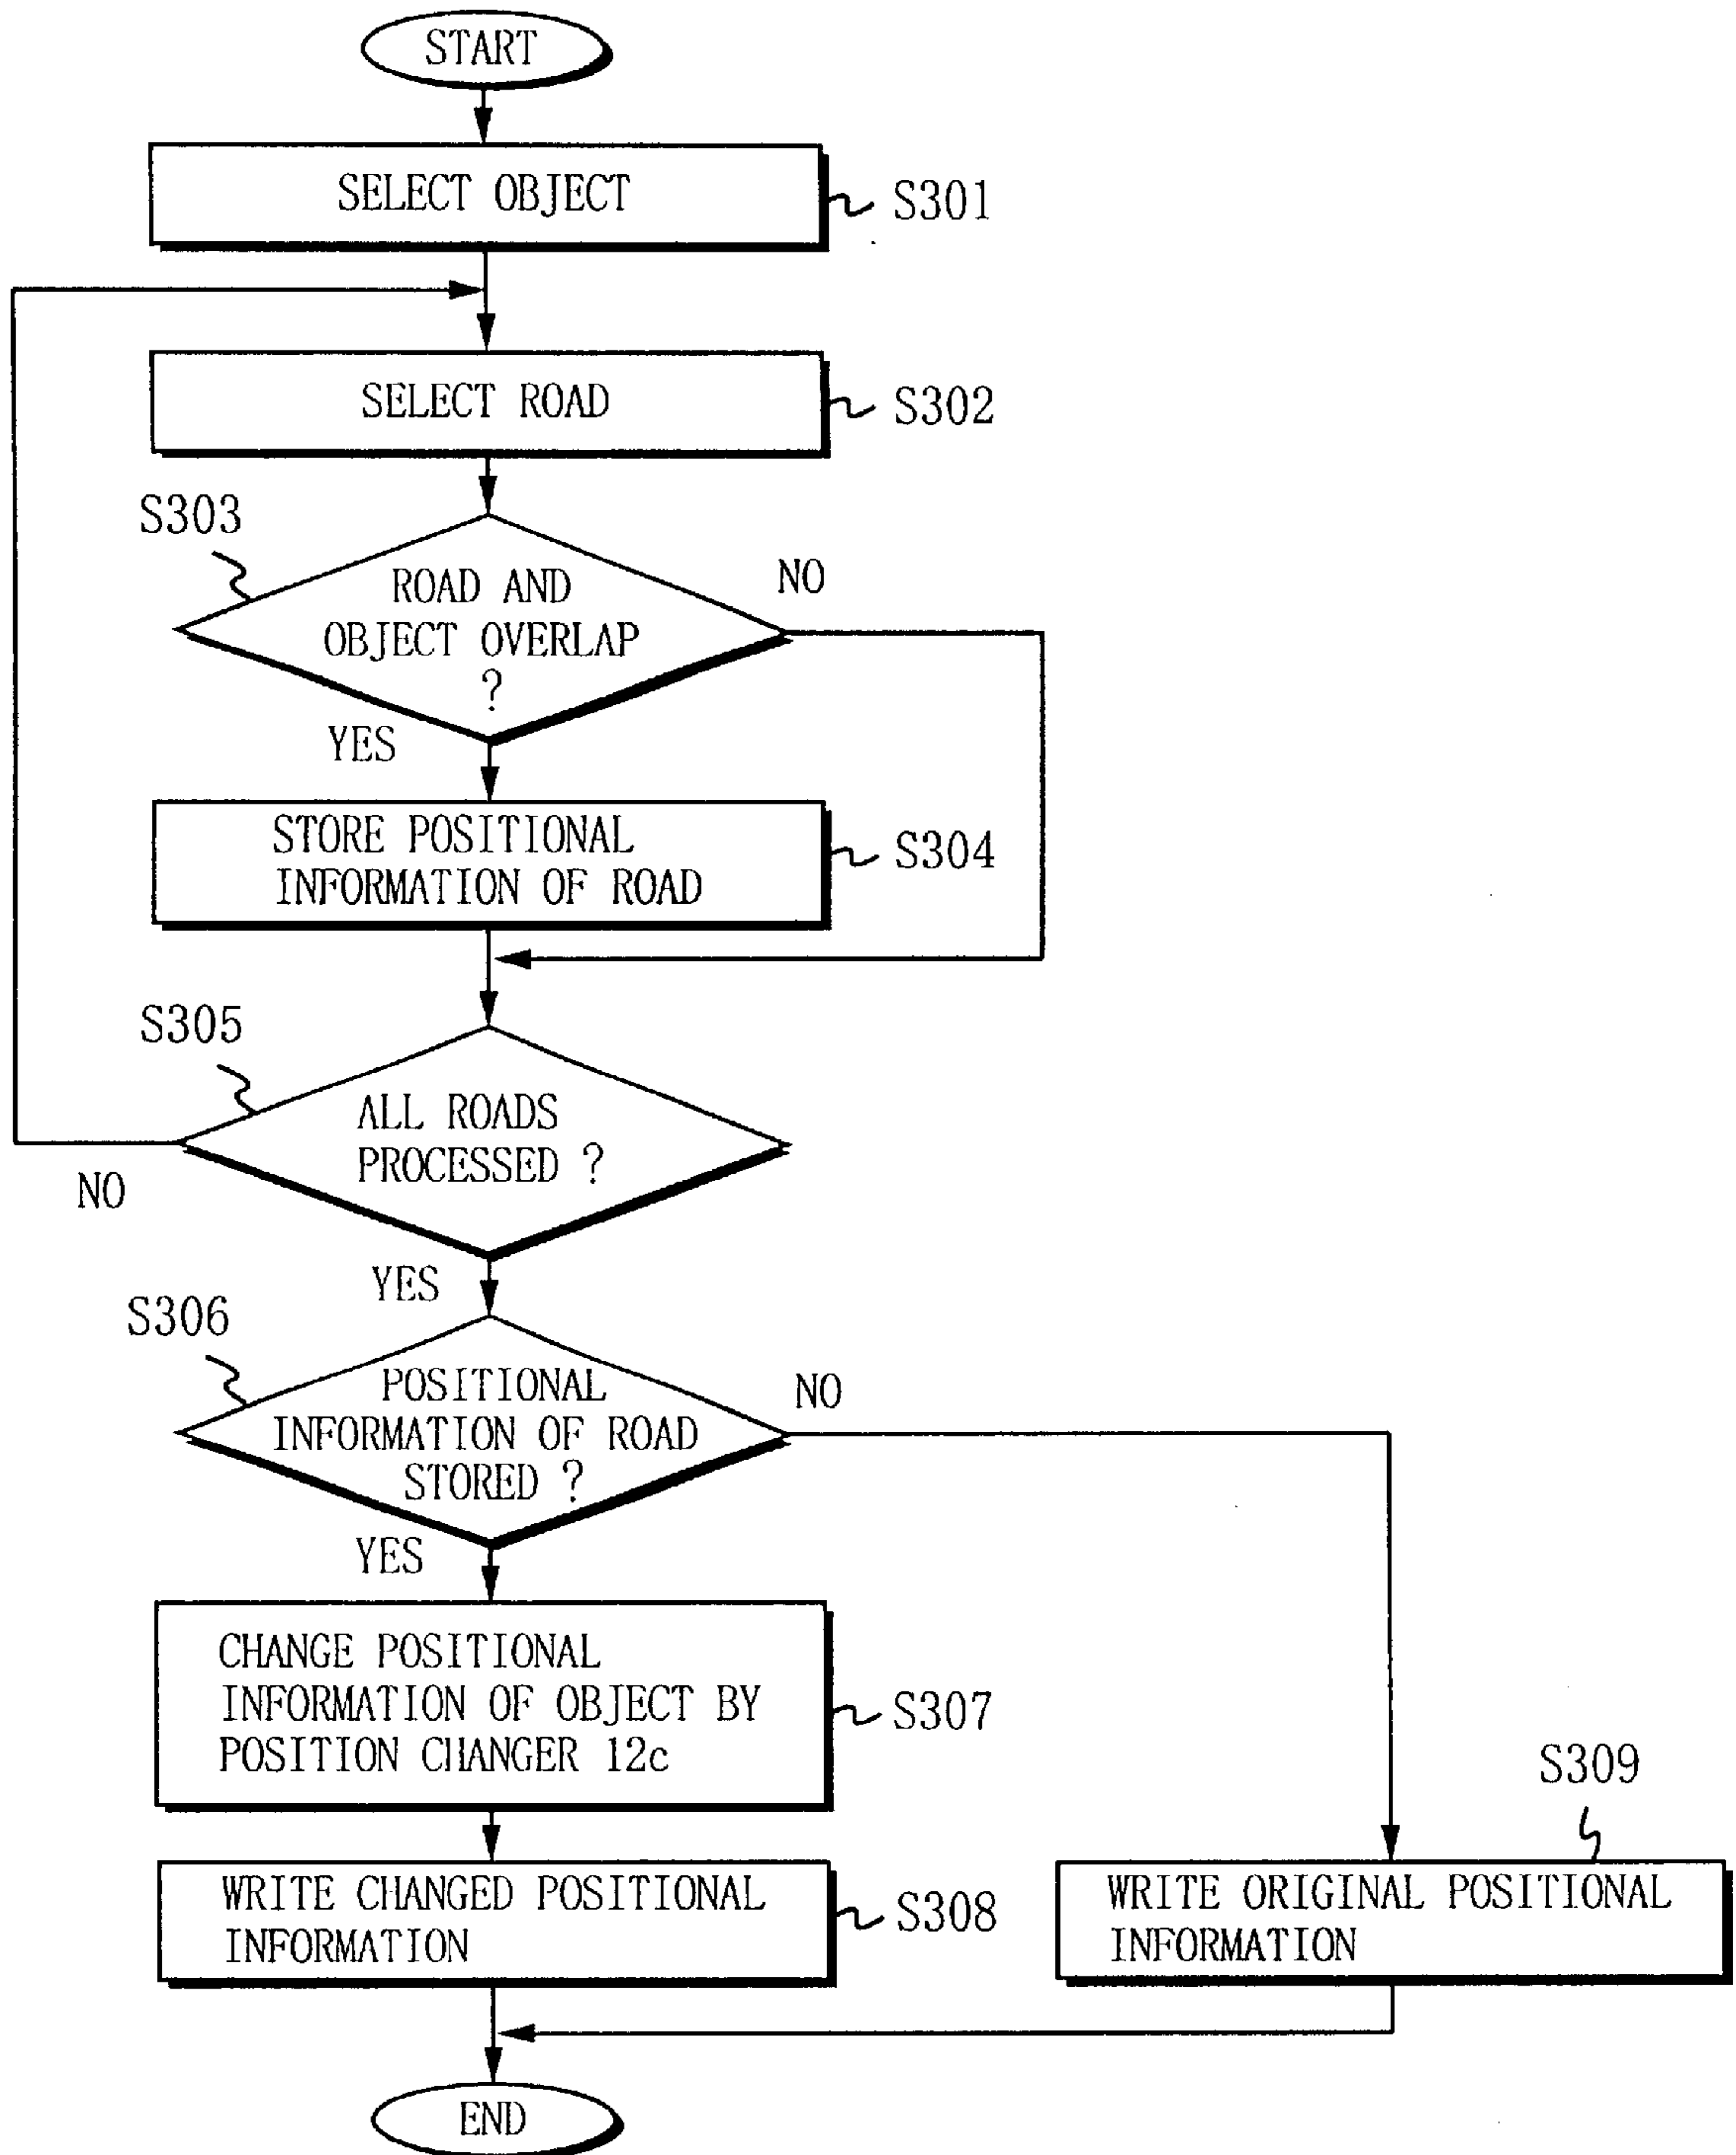 START
SELECT OBJECT
S301
SELECT ROAD
S302
S303
ROAD AND
OBJECT OVERLAP
?
NO
YES
STORE POSITIONAL
INFORMATION OF ROAD
S304
S305
ALL ROADS
PROCESSED ?
NO
YES
S306
POSITIONAL
INFORMATION OF ROAD
STORED ?
NO
YES
CHANGE POSITIONAL
INFORMATION OF OBJECT BY
POSITION CHANGER 12c
S307
S309
WRITE CHANGED POSITIONAL
INFORMATION
S308
WRITE ORIGINAL POSITIONAL
INFORMATION
END